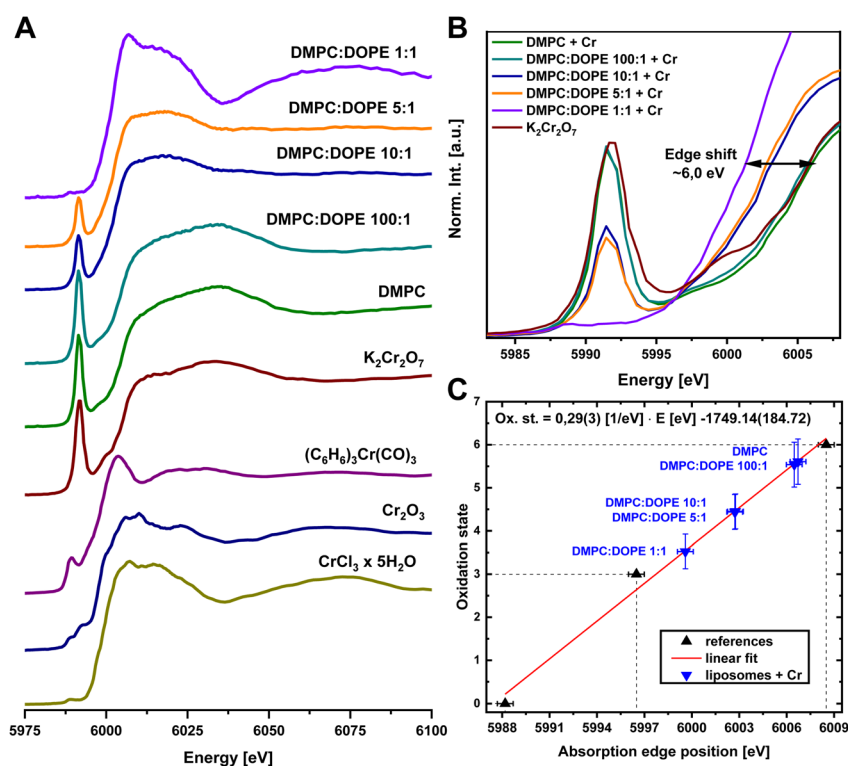 A
DMPC:DOPE 1:1
DMPC:DOPE 5:1
DMPC:DOPE 10:1
DMPC:DOPE 100:1
DMPC
K₂Cr₂O₇
(C₆H₆)₃Cr(CO)₃
Cr₂O₃
CrCl₃ x 5H₂O
5975 6000 6025 6050 6075 6100
Energy [eV]
B
DMPC + Cr
DMPC:DOPE 100:1 + Cr
DMPC:DOPE 10:1 + Cr
DMPC:DOPE 5:1 + Cr
DMPC:DOPE 1:1 + Cr
K₂Cr₂O₇
Edge shift
~6,0 eV
Norm. Int. [a.u.]
5985 5990 5995 6000 6005
Energy [eV]
C
Ox. st. = 0,29(3) [1/eV] · E [eV] -1749.14(184.72)
7
6
5
4
3
2
1
0
Oxidation state
DMPC
DMPC:DOPE 100:1
DMPC:DOPE 10:1
DMPC:DOPE 5:1
DMPC:DOPE 1:1
references
linear fit
liposomes + Cr
5988 5991 5994 5997 6000 6003 6006 6009
Absorption edge position [eV]